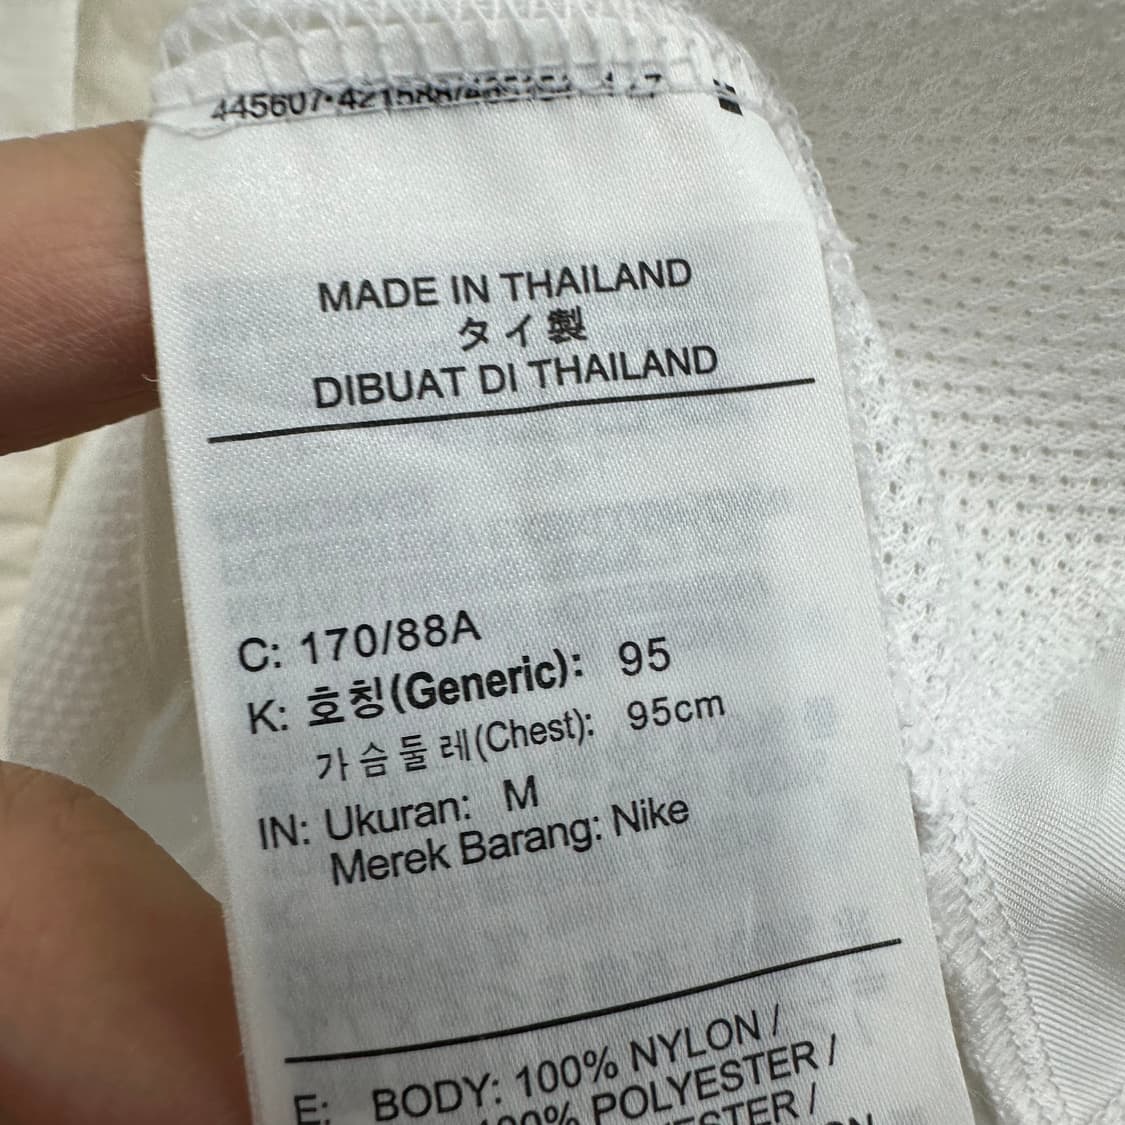 MADE IN THAILAND
タイ製
DIBUAT DI THAILAND
C: 170/88A
K: 호칭(Generic): 95
가슴둘레(Chest): 95cm
IN: Ukuran: M
Merek Barang: Nike
E: BODY: 100% NYLON /
100% POLYESTER /